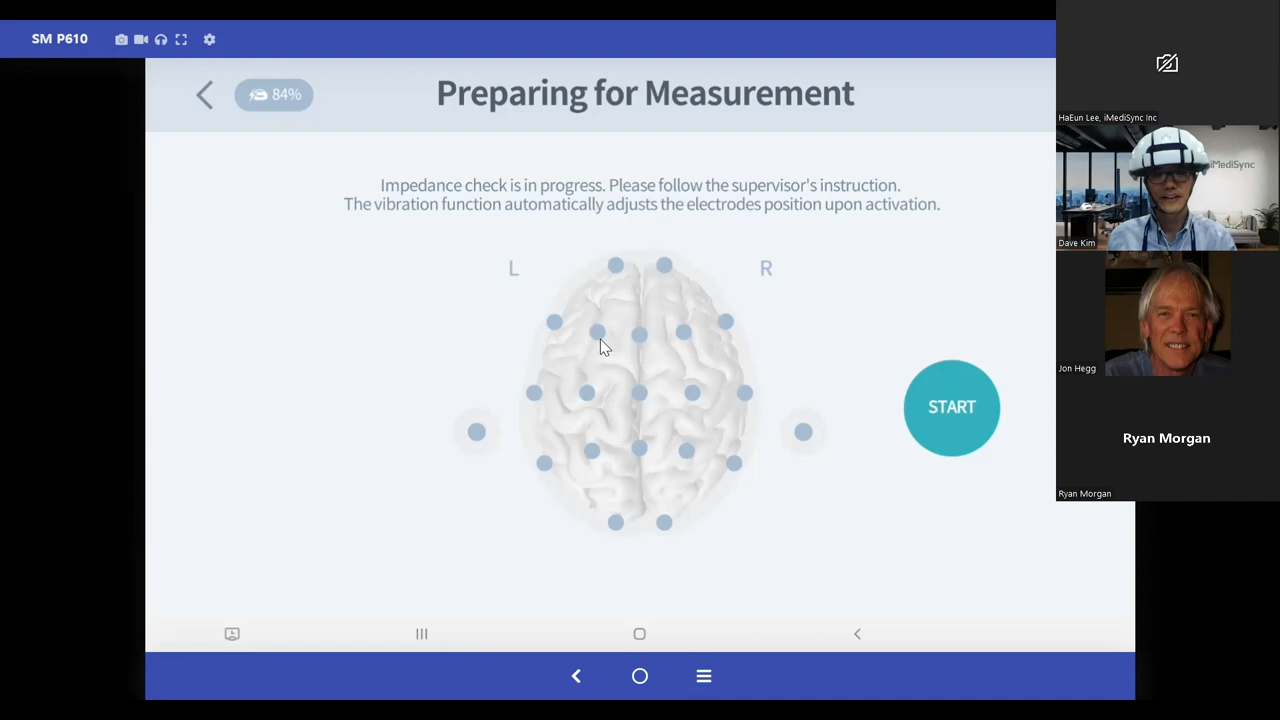 SM P610
84%
Preparing for Measurement
Impedance check is in progress. Please follow the supervisor's instruction.
The vibration function automatically adjusts the electrodes position upon activation.
L
R
START
HaEun Lee, iMediSync Inc
iMediSync
Dave Kim
Jon Hegg
Ryan Morgan
Ryan Morgan